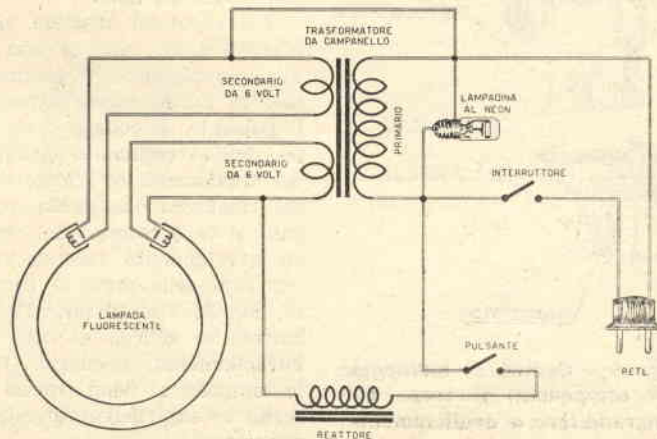 TRASFORMATORE
DA CAMPANELLO
SECONDARIO
DA 6 VOLT
LAMPADINA
AL NEON
PRIMARIO
SECONDARIO
DA 6 VOLT
INTERRUTTORE
LAMPADA
FLUORESCENTE
PULSANTE
RETE
REATTORE